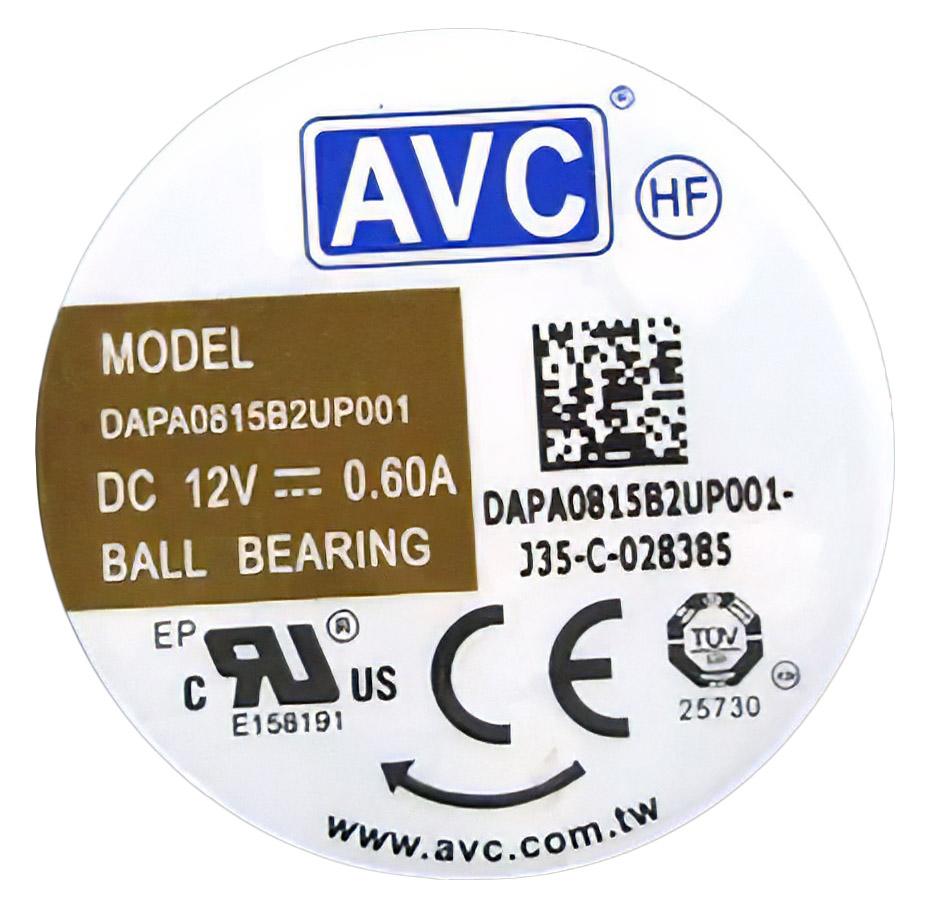 AVC
HF
MODEL
DAPA0815B2UP001
DC 12V 0.60A
BALL BEARING
DAPA0815B2UP001-
J35-C-028385
EP
C US
E158191
CE
TÜV
25730
www.avc.com.tw